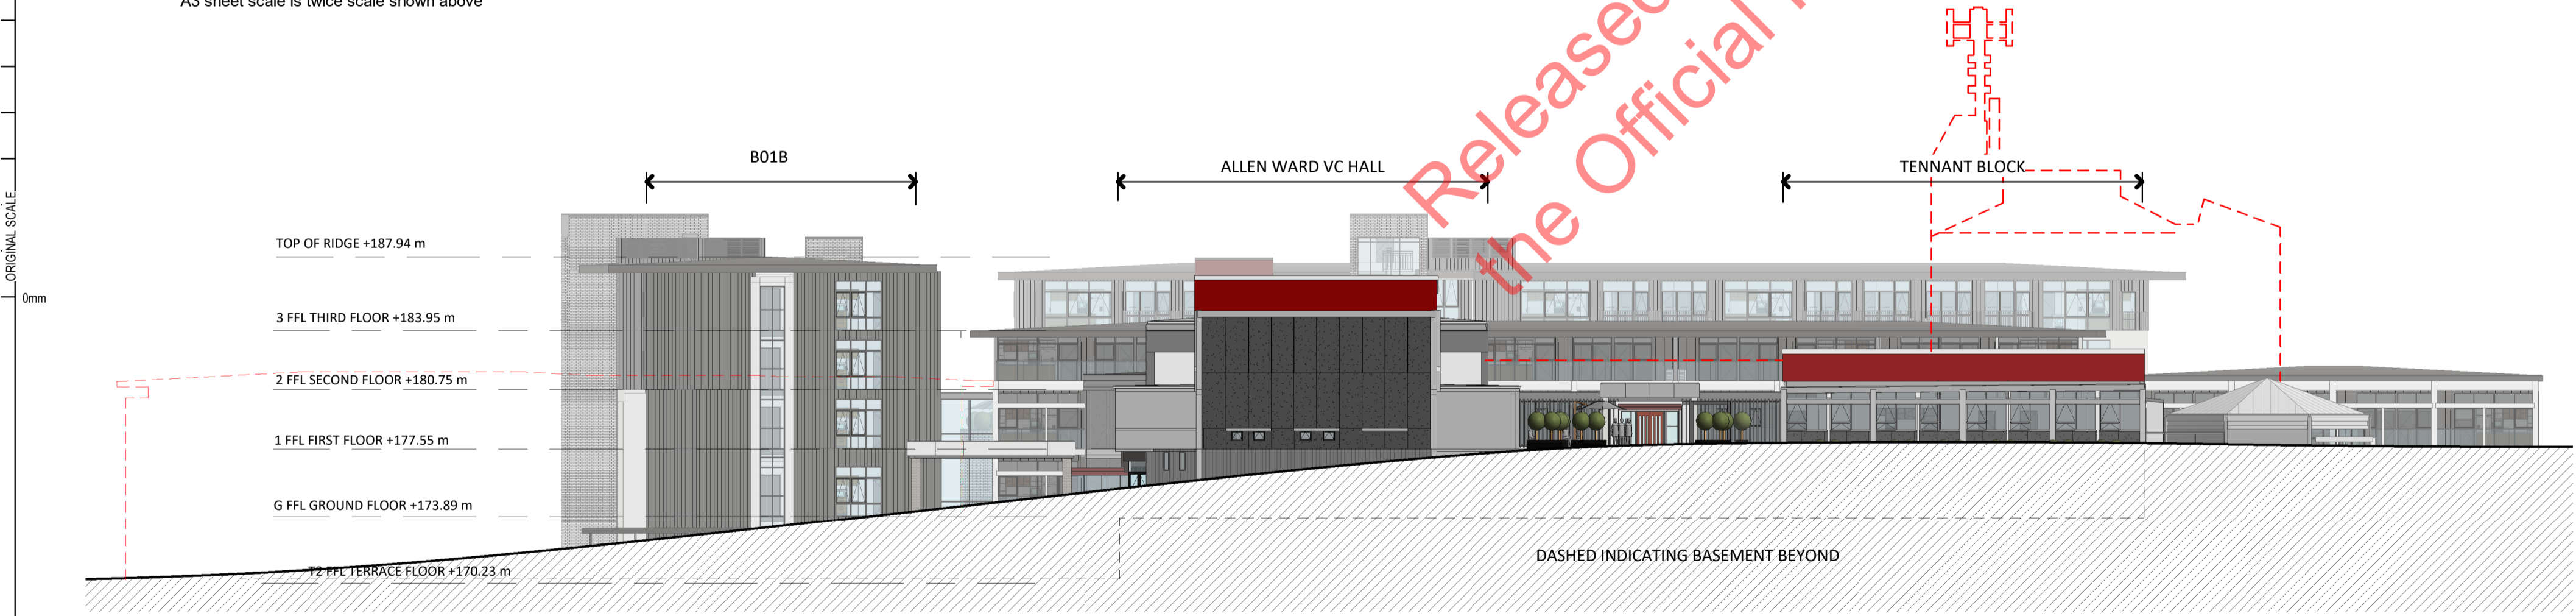 A3 sheet scale is twice scale shown above
Released
the Official
B01B
ALLEN WARD VC HALL
TENNANT BLOCK
ORIGINAL SCALE
0mm
TOP OF RIDGE +187.94 m
3 FFL THIRD FLOOR +183.95 m
2 FFL SECOND FLOOR +180.75 m
1 FFL FIRST FLOOR +177.55 m
G FFL GROUND FLOOR +173.89 m
T2 FFL TERRACE FLOOR +170.23 m
DASHED INDICATING BASEMENT BEYOND